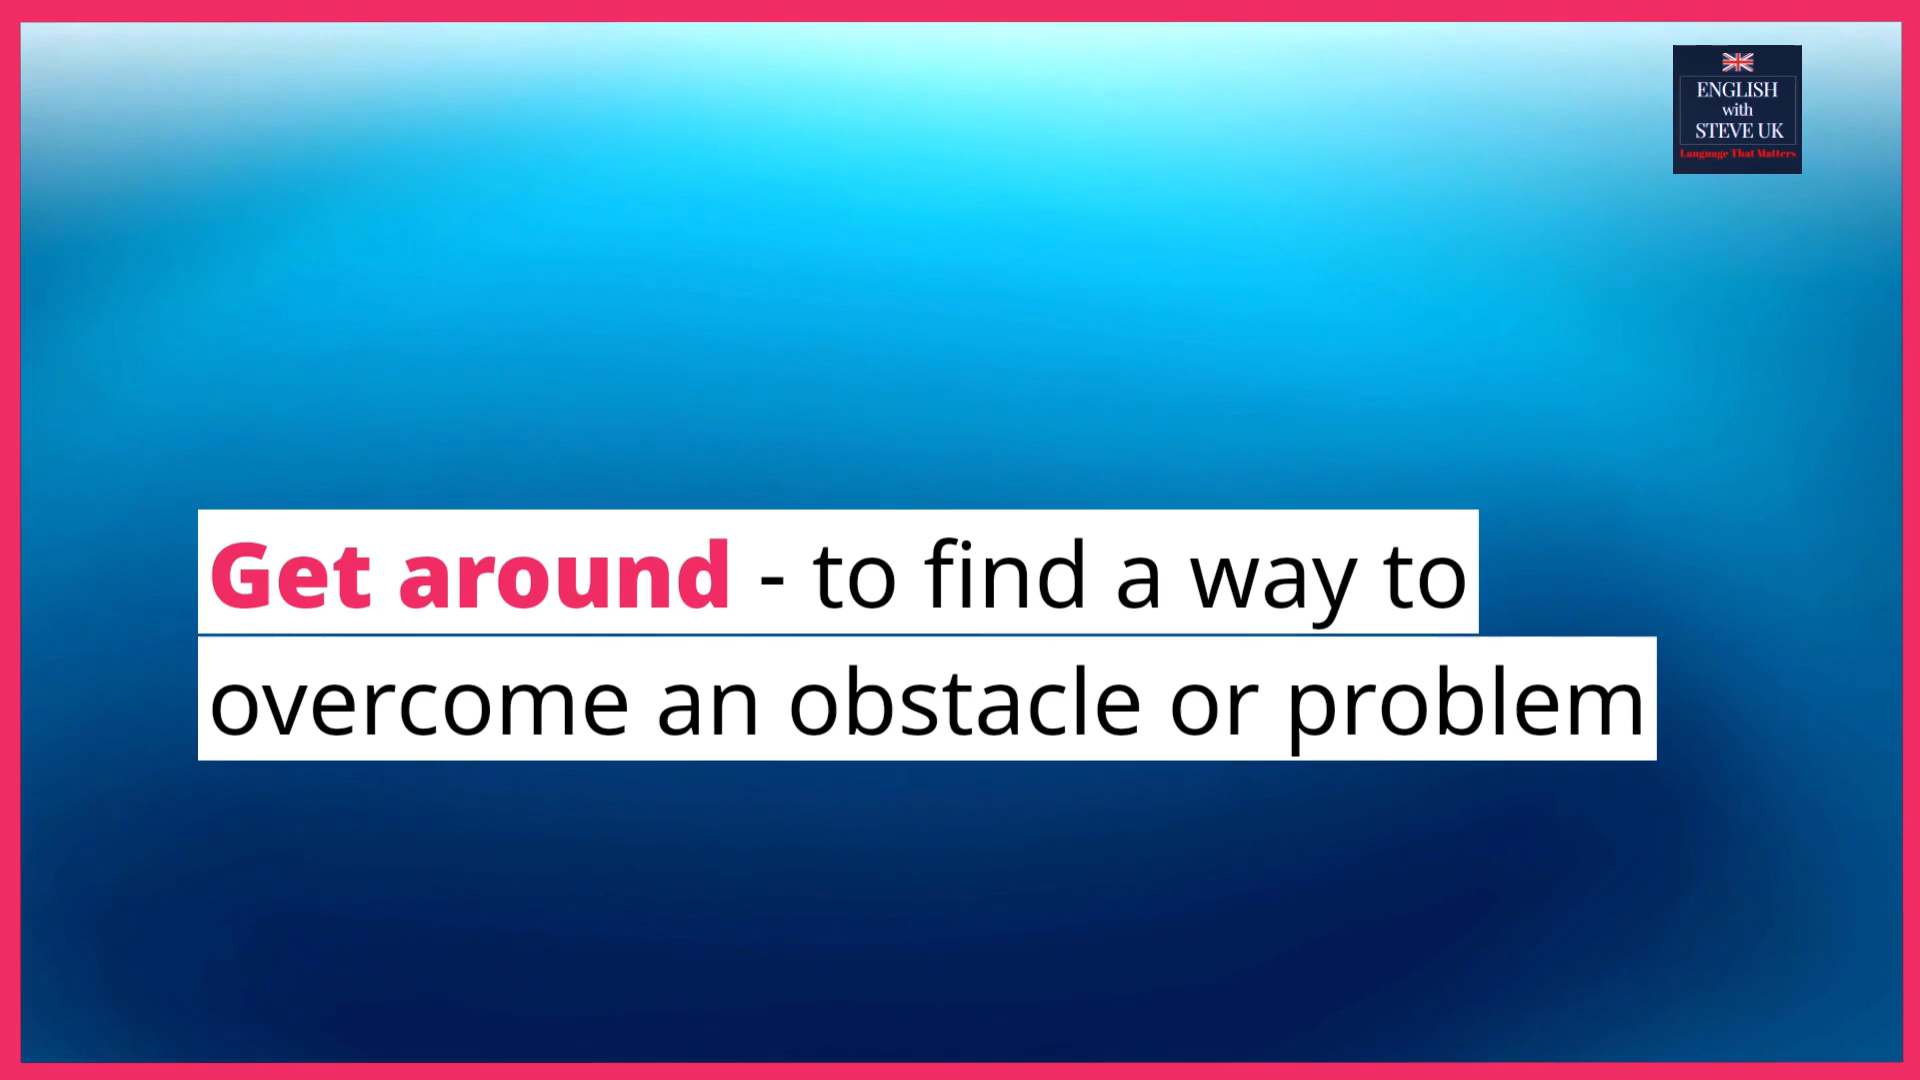 ENGLISH
with
STEVE UK
Language That Matters
Get around - to find a way to
overcome an obstacle or problem